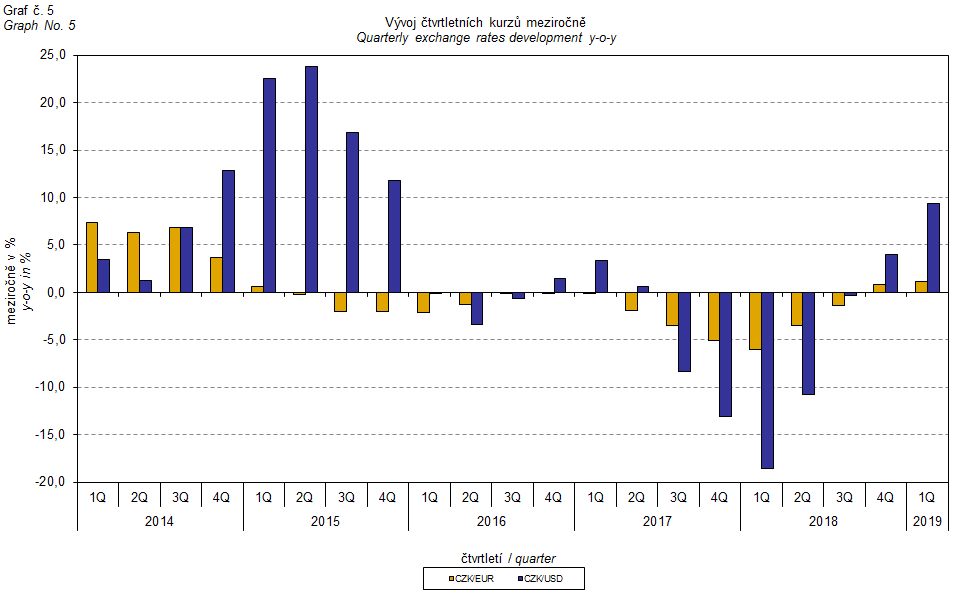 Graf č. 5
Graph No. 5
Vývoj čtvrtletních kurzů meziročně
Quarterly exchange rates development y-o-y
meziročně v %
y-o-y in %
25,0
20,0
15,0
10,0
5,0
0,0
-5,0
-10,0
-15,0
-20,0
1Q 2Q 3Q 4Q 1Q 2Q 3Q 4Q 1Q 2Q 3Q 4Q 1Q 2Q 3Q 4Q 1Q 2Q 3Q 4Q 1Q
2014 2015 2016 2017 2018 2019
čtvrtletí / quarter
CZK/EUR CZK/USD